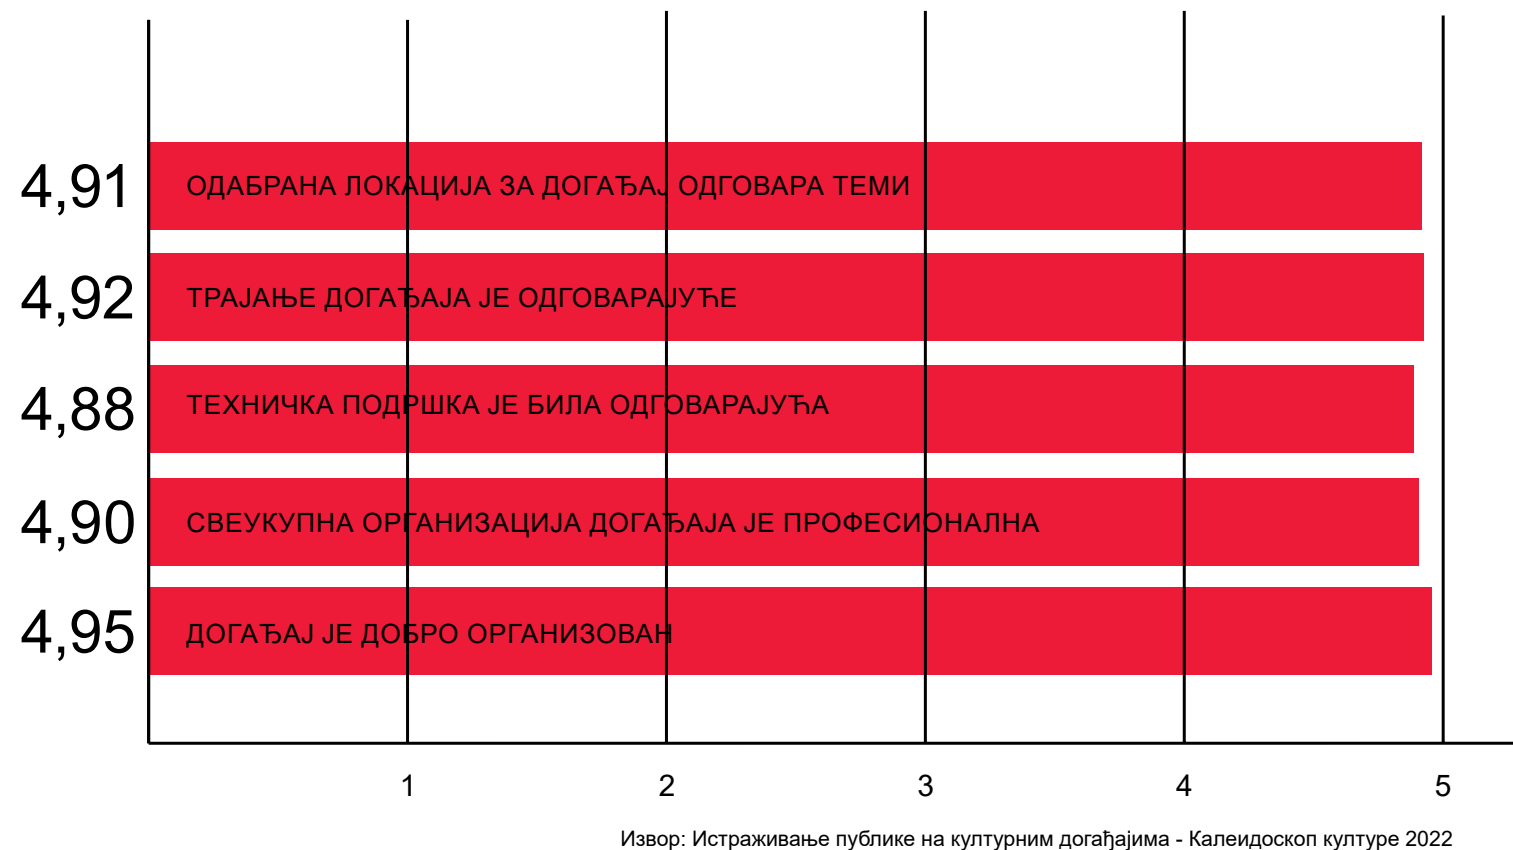 4,91 ОДАБРАНА ЛОКАЦИЈА ЗА ДОГАЂАЈ ОДГОВАРА ТЕМИ
4,92 ТРАЈАЊЕ ДОГАЂАЈА ЈЕ ОДГОВАРАЈУЋЕ
4,88 ТЕХНИЧКА ПОДРШКА ЈЕ БИЛА ОДГОВАРАЈУЋА
4,90 СВЕУКУПНА ОРГАНИЗАЦИЈА ДОГАЂАЈА ЈЕ ПРОФЕСИОНАЛНА
4,95 ДОГАЂАЈ ЈЕ ДОБРО ОРГАНИЗОВАН
1 2 3 4 5
Извор: Истраживање публике на културним догађајима - Калеидоскоп културе 2022